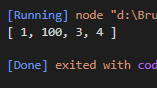 [Running] node "d:\Bru
[ 1, 100, 3, 4 ]
[Done] exited with cod